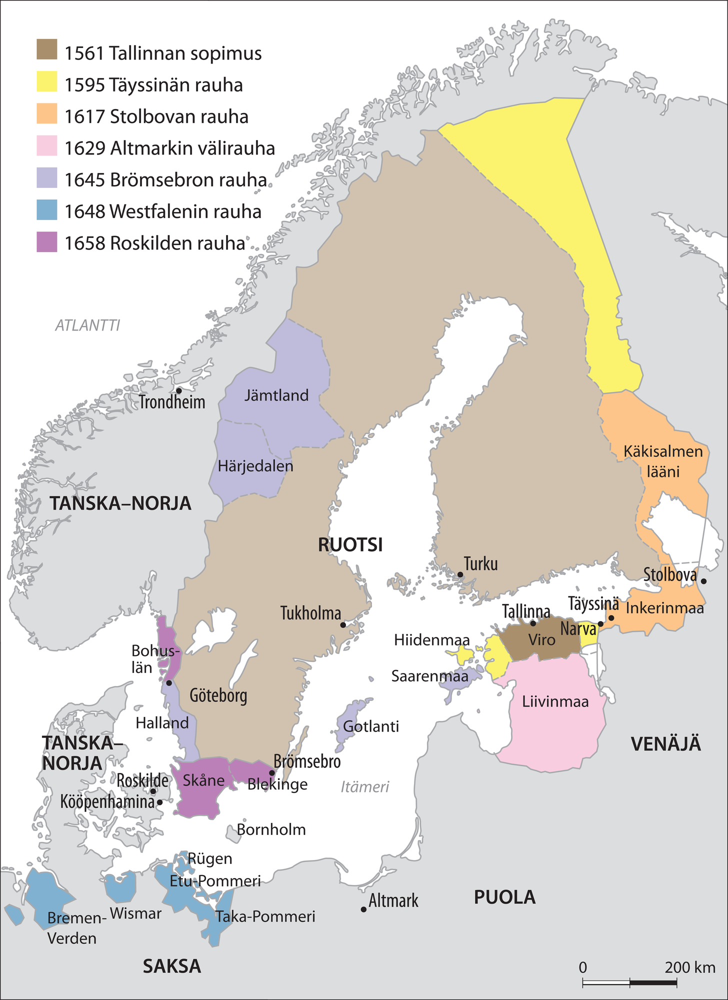 1561 Tallinnan sopimus
1595 Täyssinän rauha
1617 Stolbovan rauha
1629 Altmarkin välirauha
1645 Brömsebron rauha
1648 Westfalenin rauha
1658 Roskilden rauha
ATLANTTI
Trondheim
Jämtland
Härjedalen
Käkisalmen
lääni
TANSKA–NORJA
RUOTSI
Turku
Stolbova
Tukholma
Tallinna
Täyssinä
Inkerinmaa
Narva
Viro
Hiidenmaa
Saarenmaa
Bohus-
län
Göteborg
Liivinmaa
Halland
Gotlanti
TANSKA–
NORJA
VENÄJÄ
Brömsebro
Roskilde
Skåne
Blekinge
Itämeri
Kööpenhamina
Bornholm
Rügen
Etu-Pommeri
PUOLA
Altmark
Wismar
Taka-Pommeri
Bremen-
Verden
SAKSA
0 200 km